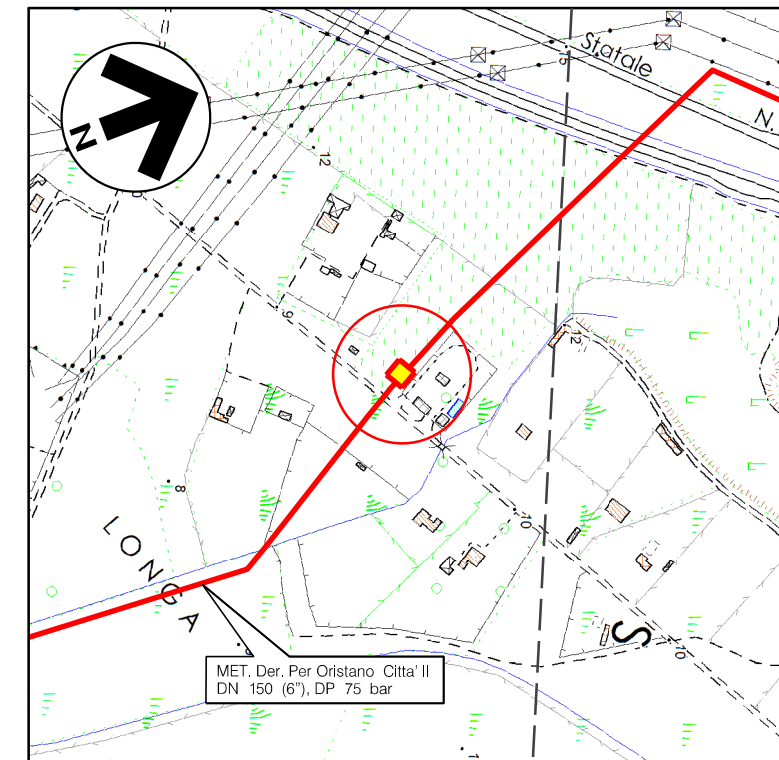 Statale
15
N.
N
12
9
12
8
LONGA
10
S
10
MET. Der. Per Oristano Citta' II
DN 150 (6"), DP 75 bar